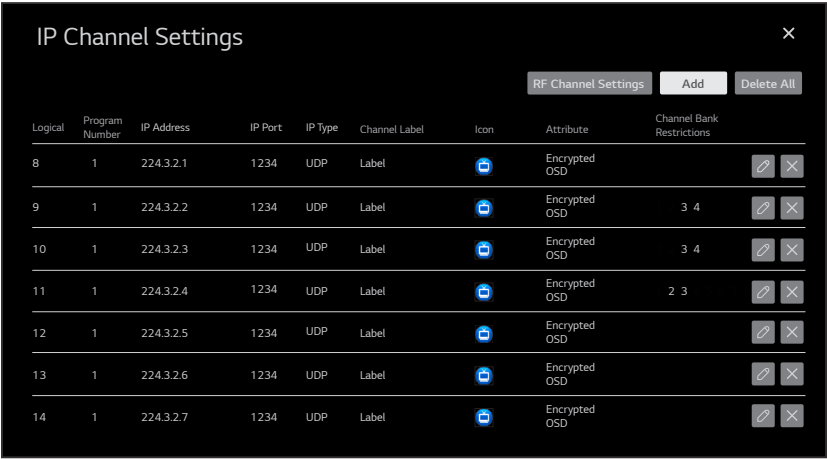 IP Channel Settings
RF Channel Settings Add Delete All
Logical Program Number IP Address IP Port IP Type Channel Label Icon Attribute Channel Bank Restrictions
8 1 224.3.2.1 1234 UDP Label Encrypted OSD
9 1 224.3.2.2 1234 UDP Label Encrypted OSD 3 4
10 1 224.3.2.3 1234 UDP Label Encrypted OSD 3 4
11 1 224.3.2.4 1234 UDP Label Encrypted OSD 2 3
12 1 224.3.2.5 1234 UDP Label Encrypted OSD
13 1 224.3.2.6 1234 UDP Label Encrypted OSD
14 1 224.3.2.7 1234 UDP Label Encrypted OSD